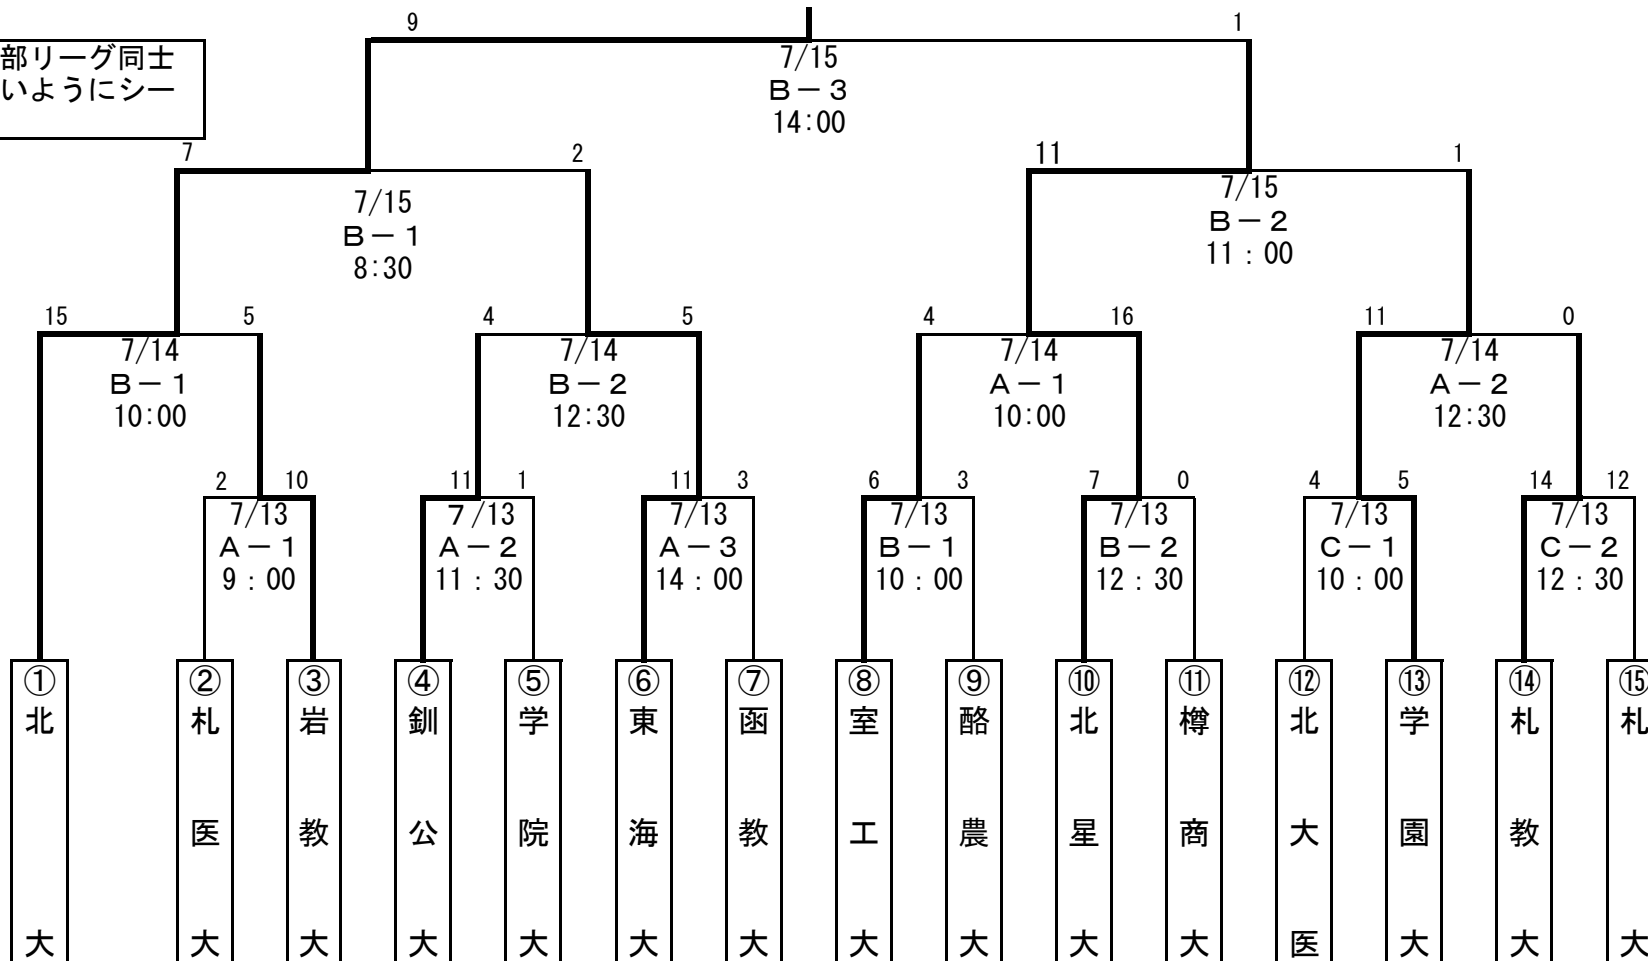 9 1
部リーグ同士
いようにシー
7/15
B－3
14:00
7 2 11 1
7/15
B－1
8:30
7/15
B－2
11：00
15 5 4 5 4 16 11 0
7/14
B－1
10:00
7/14
B－2
12:30
7/14
A－1
10:00
7/14
A－2
12:30
2 10 11 1 11 3 6 3 7 0 4 5 14 12
7/13
A－1
9：00
7/13
A－2
11：30
7/13
A－3
14：00
7/13
B－1
10：00
7/13
B－2
12：30
7/13
C－1
10：00
7/13
C－2
12：30
①北大
②札医大
③岩教大
④釧公大
⑤学院大
⑥東海大
⑦函教大
⑧室工大
⑨酪農大
⑩北星大
⑪樽商大
⑫北大医
⑬学園大
⑭札教大
⑮札大